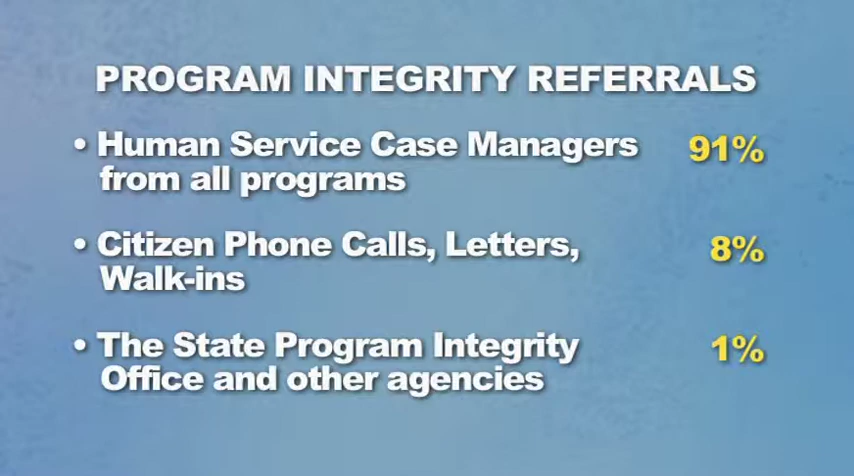 PROGRAM INTEGRITY REFERRALS
• Human Service Case Managers 91%
from all programs
• Citizen Phone Calls, Letters, 8%
Walk-ins
• The State Program Integrity 1%
Office and other agencies